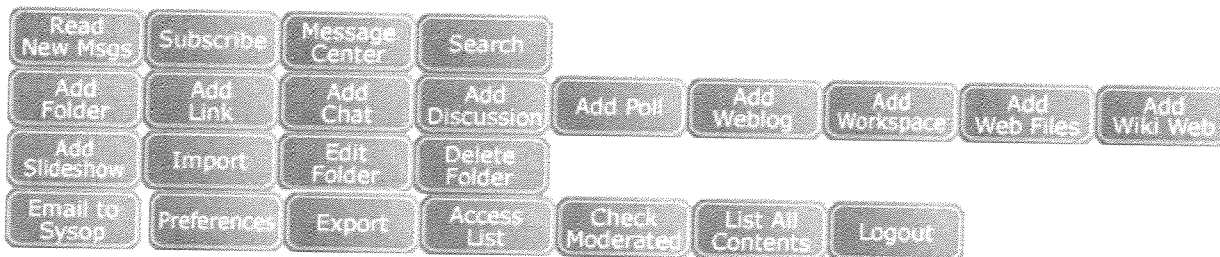 Read New Msgs
Subscribe
Message Center
Search
Add Folder
Add Link
Add Chat
Add Discussion
Add Poll
Add Weblog
Add Workspace
Add Web Files
Add Wiki Web
Add Slideshow
Import
Edit Folder
Delete Folder
Email to Sysop
Preferences
Export
Access List
Check Moderated
List All Contents
Logout